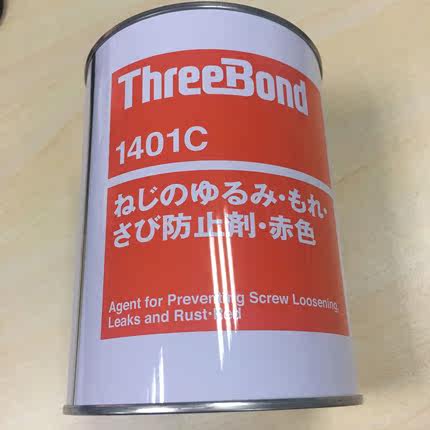 ThreeBond
1401C
ねじのゆるみ・もれ・
さび防止剤・赤色
Agent for Preventing Screw Loosening,
Leaks and Rust・Red